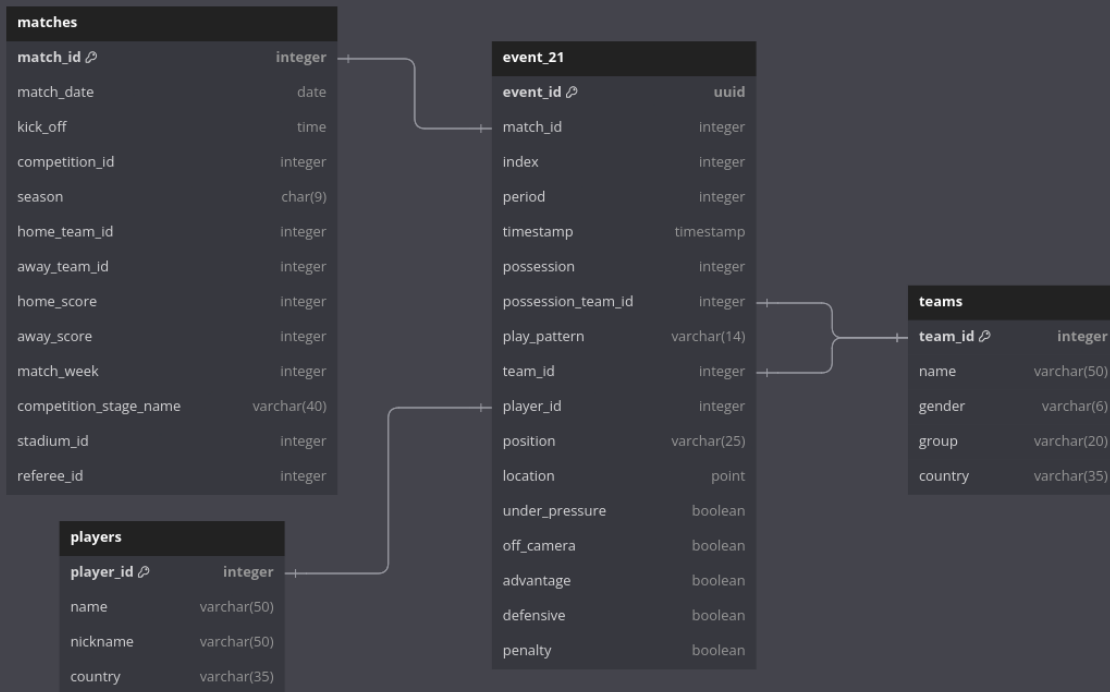 matches
match_id integer
match_date date
kick_off time
competition_id integer
season char(9)
home_team_id integer
away_team_id integer
home_score integer
away_score integer
match_week integer
competition_stage_name varchar(40)
stadium_id integer
referee_id integer
players
player_id integer
name varchar(50)
nickname varchar(50)
country varchar(35)
event_21
event_id uuid
match_id integer
index integer
period integer
timestamp timestamp
possession integer
possession_team_id integer
play_pattern varchar(14)
team_id integer
player_id integer
position varchar(25)
location point
under_pressure boolean
off_camera boolean
advantage boolean
defensive boolean
penalty boolean
teams
team_id integer
name varchar(50)
gender varchar(6)
group varchar(20)
country varchar(35)